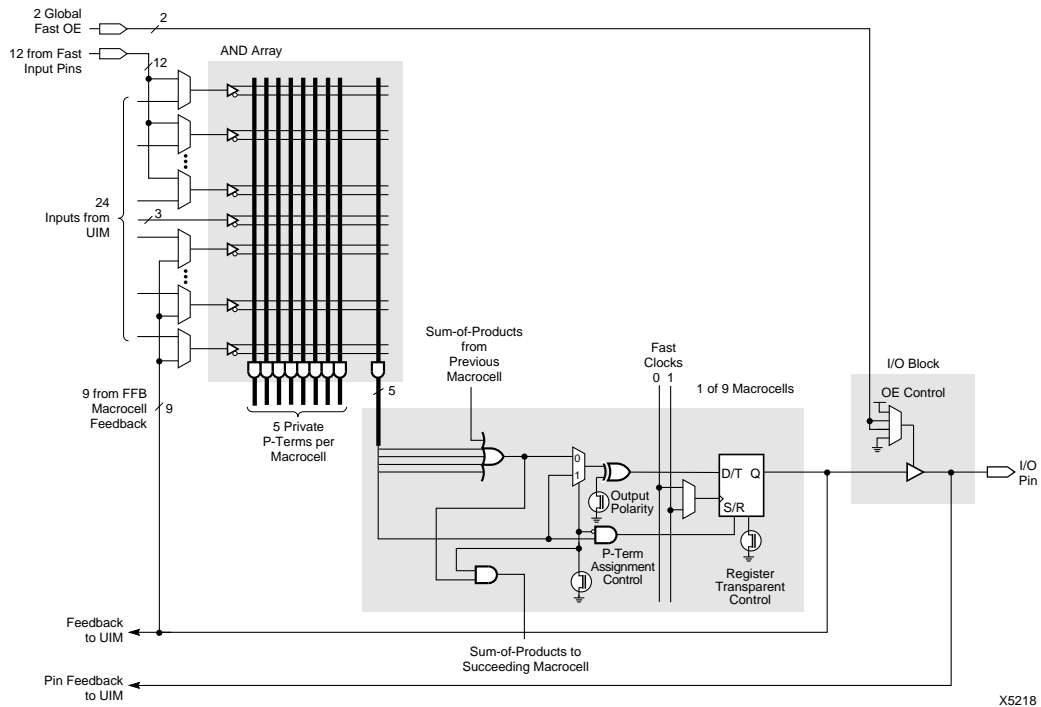 2 Global
Fast OE
2
12 from Fast
Input Pins
12
AND Array
24
Inputs from
UIM
3
9 from FFB
Macrocell
Feedback
9
5 Private
P-Terms per
Macrocell
5
Sum-of-Products
from
Previous
Macrocell
Fast
Clocks
0 1
1 of 9 Macrocells
I/O Block
OE Control
I/O
Pin
0
1
D/T Q
S/R
Output
Polarity
P-Term
Assignment
Control
Register
Transparent
Control
Feedback
to UIM
Sum-of-Products to
Succeeding Macrocell
Pin Feedback
to UIM
X5218